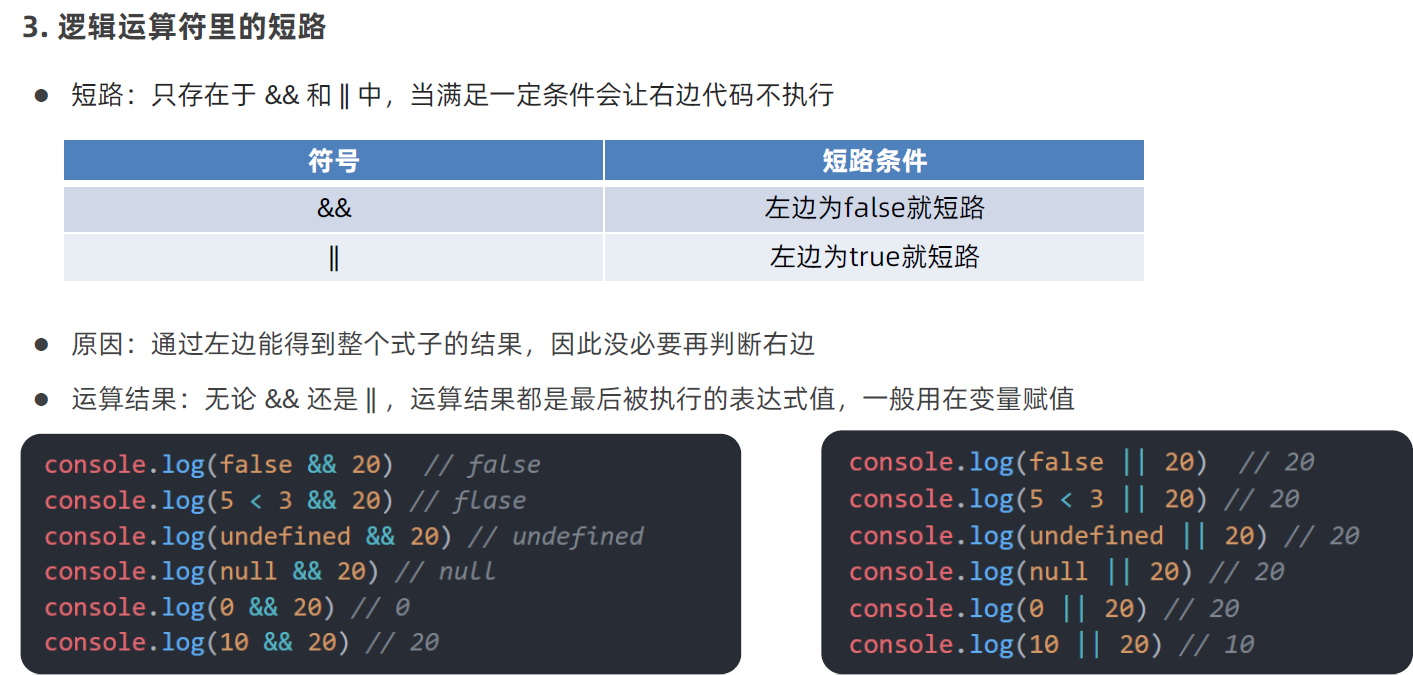 3. 逻辑运算符里的短路
● 短路：只存在于 && 和 || 中，当满足一定条件会让右边代码不执行
符号 短路条件
&& 左边为false就短路
|| 左边为true就短路
● 原因：通过左边能得到整个式子的结果，因此没必要再判断右边
● 运算结果：无论 && 还是 || ，运算结果都是最后被执行的表达式值，一般用在变量赋值
console.log(false && 20) // false
console.log(5 < 3 && 20) // flase
console.log(undefined && 20) // undefined
console.log(null && 20) // null
console.log(0 && 20) // 0
console.log(10 && 20) // 20
console.log(false || 20) // 20
console.log(5 < 3 || 20) // 20
console.log(undefined || 20) // 20
console.log(null || 20) // 20
console.log(0 || 20) // 20
console.log(10 || 20) // 10